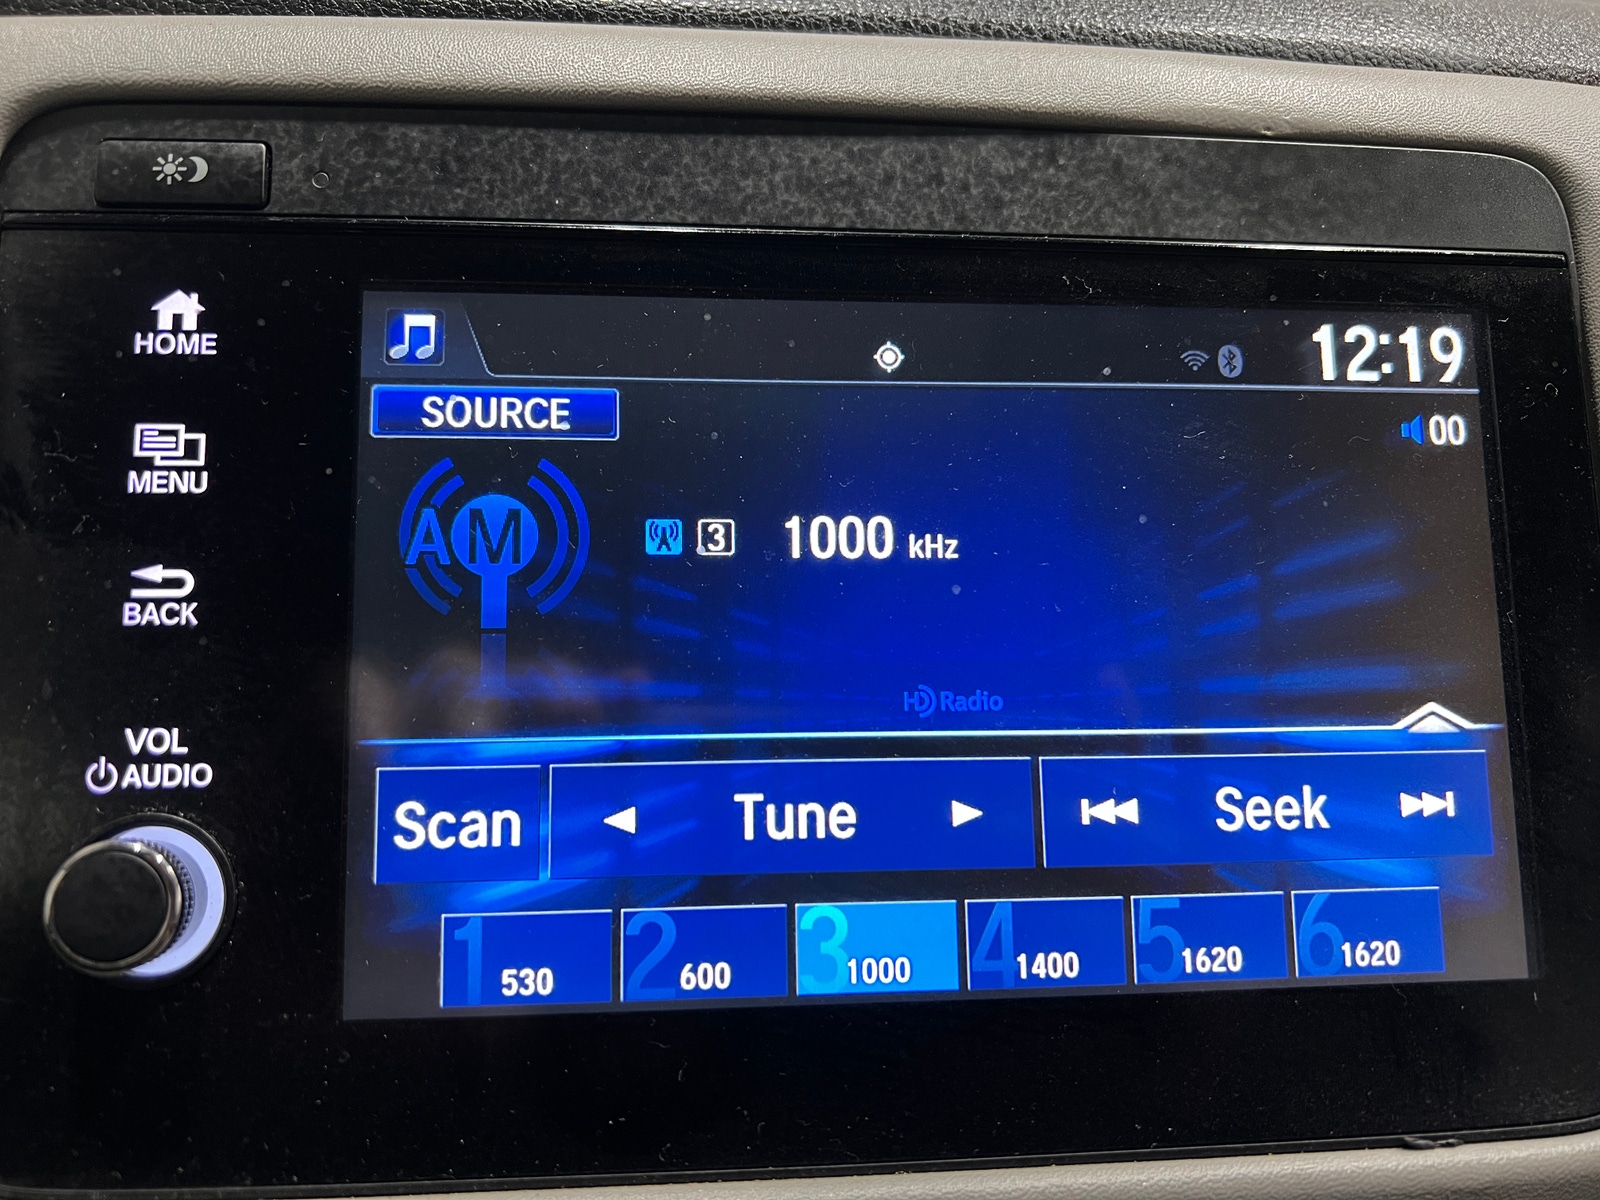 HOME
MENU
BACK
VOL
AUDIO
12:19
SOURCE
00
AM
3 1000 kHz
HD Radio
Scan Tune Seek
1 530 2 600 3 1000 4 1400 5 1620 6 1620